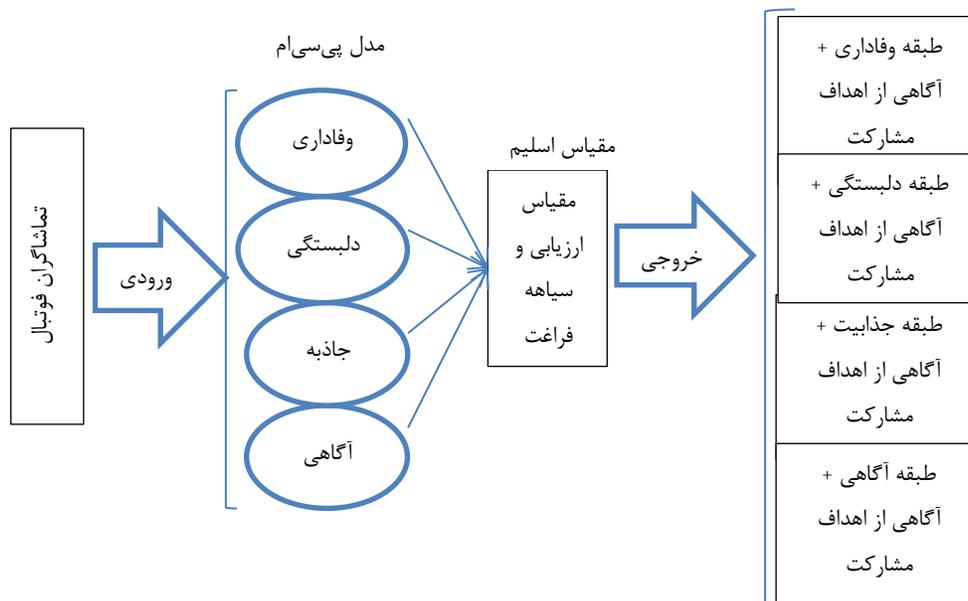 تماشاگران فوتبال
ورودی
مدل پی‌سی‌ام
وفاداری
دلبستگی
جاذبه
آگاهی
مقیاس اسلیم
مقیاس
ارزیابی و
سیاهه
فراغت
خروجی
طبقه وفاداری +
آگاهی از اهداف
مشارکت
طبقه دلبستگی +
آگاهی از اهداف
مشارکت
طبقه جذابیت +
آگاهی از اهداف
مشارکت
طبقه آگاهی +
آگاهی از اهداف
مشارکت